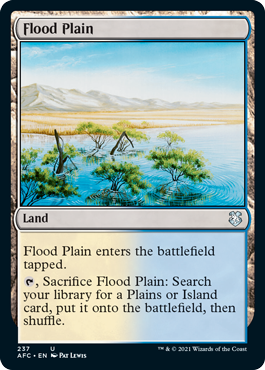 Flood Plain
Land
Flood Plain enters the battlefield
tapped.
, Sacrifice Flood Plain: Search
your library for a Plains or Island
card, put it onto the battlefield, then
shuffle.
237 U
AFC • EN Pat Lewis
™ & © 2021 Wizards of the Coast